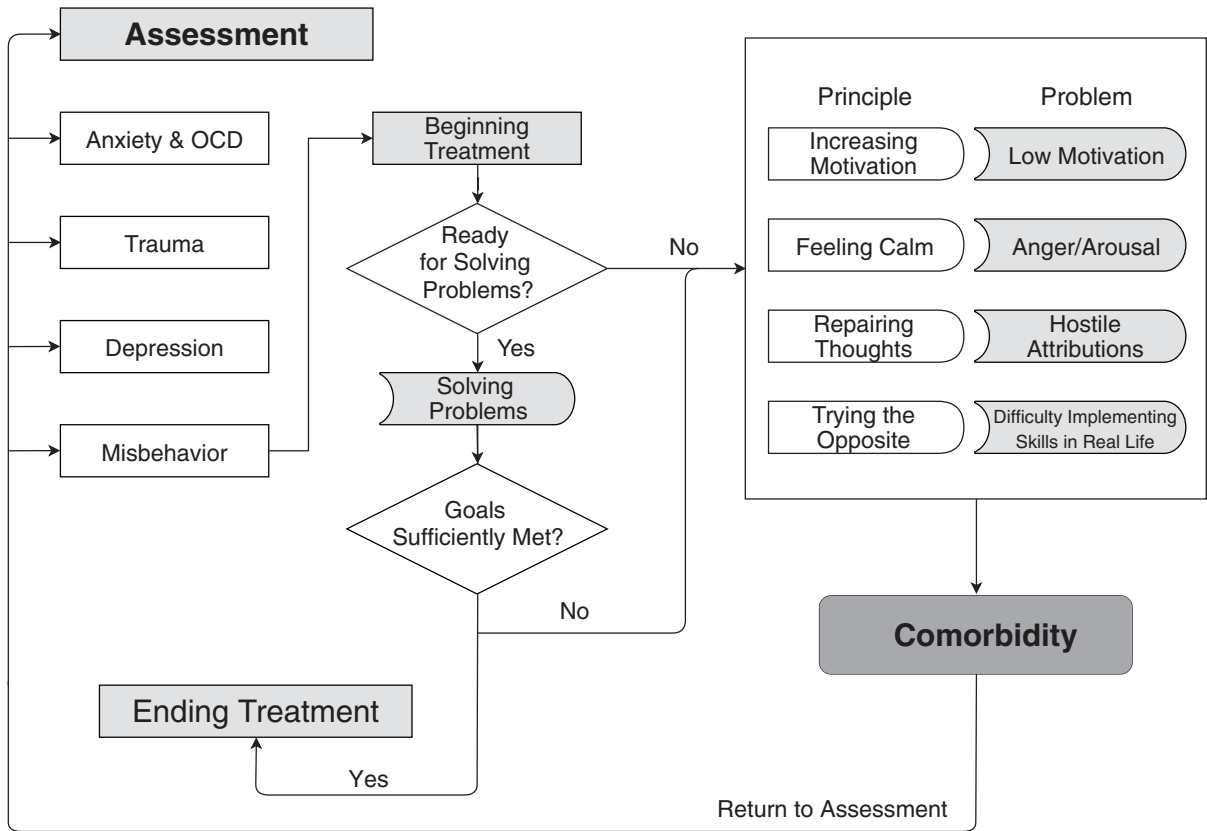 Assessment
Anxiety & OCD
Trauma
Depression
Misbehavior
Beginning
Treatment
Ready
for Solving
Problems?
No
Yes
Solving
Problems
Goals
Sufficiently Met?
No
Yes
Ending Treatment
Principle
Problem
Increasing
Motivation
Low Motivation
Feeling Calm
Anger/Arousal
Repairing
Thoughts
Hostile
Attributions
Trying the
Opposite
Difficulty Implementing
Skills in Real Life
Comorbidity
Return to Assessment